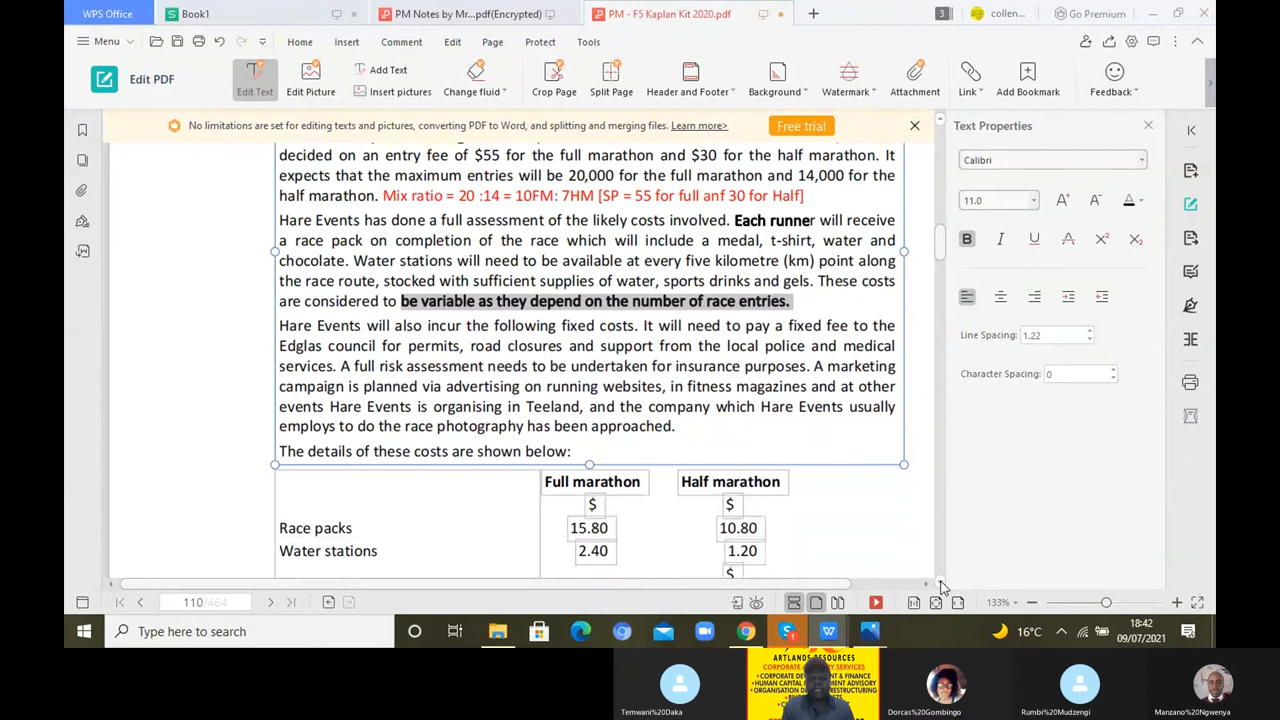 WPS Office
Book1
PM Notes by Mr...pdf(Encrypted)
PM - F5 Kaplan Kit 2020.pdf
3
collen...
Go Premium
Menu
Home
Insert
Comment
Edit
Page
Protect
Tools
Edit PDF
Edit Text
Edit Picture
Add Text
Insert pictures
Change fluid
Crop Page
Split Page
Header and Footer
Background
Watermark
Attachment
Link
Add Bookmark
Feedback
No limitations are set for editing texts and pictures, converting PDF to Word, and splitting and merging files. Learn more>
Free trial
Text Properties
Calibri
11.0
Line Spacing: 1.22
Character Spacing: 0
decided on an entry fee of $55 for the full marathon and $30 for the half marathon. It
expects that the maximum entries will be 20,000 for the full marathon and 14,000 for the
half marathon. Mix ratio = 20 :14 = 10FM: 7HM [SP = 55 for full anf 30 for Half]
Hare Events has done a full assessment of the likely costs involved. Each runner will receive
a race pack on completion of the race which will include a medal, t-shirt, water and
chocolate. Water stations will need to be available at every five kilometre (km) point along
the race route, stocked with sufficient supplies of water, sports drinks and gels. These costs
are considered to be variable as they depend on the number of race entries.
Hare Events will also incur the following fixed costs. It will need to pay a fixed fee to the
Edglas council for permits, road closures and support from the local police and medical
services. A full risk assessment needs to be undertaken for insurance purposes. A marketing
campaign is planned via advertising on running websites, in fitness magazines and at other
events Hare Events is organising in Teeland, and the company which Hare Events usually
employs to do the race photography has been approached.
The details of these costs are shown below:
Full marathon Half marathon
$ $
Race packs 15.80 10.80
Water stations 2.40 1.20
$
110/464
133%
Type here to search
16°C
18:42
09/07/2021
ARTLANDS RESOURCES
Temwani%20Daka
Dorcas%20Gombingo
Rumbi%20Mudzengi
Manzano%20Ngwenya